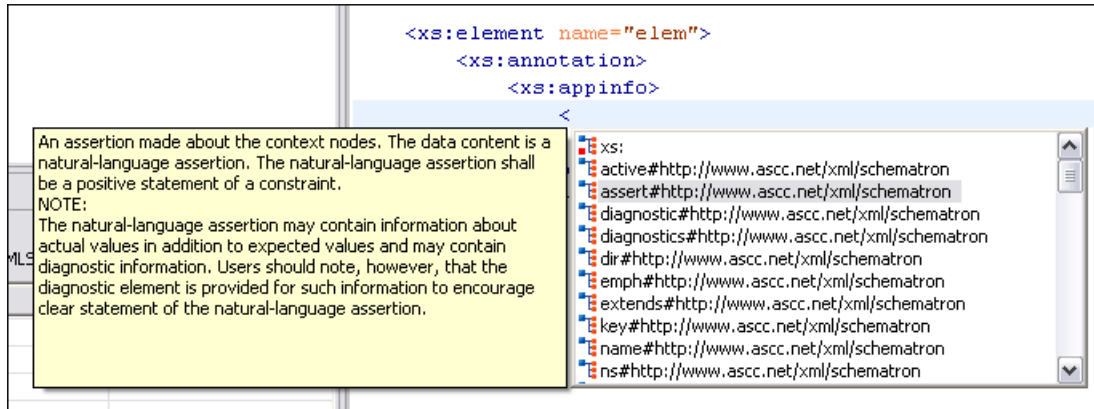 <xs:element name="elem">
<xs:annotation>
<xs:appinfo>
<
An assertion made about the context nodes. The data content is a
natural-language assertion. The natural-language assertion shall
be a positive statement of a constraint.
NOTE:
The natural-language assertion may contain information about
actual values in addition to expected values and may contain
diagnostic information. Users should note, however, that the
diagnostic element is provided for such information to encourage
clear statement of the natural-language assertion.
xs:
active#http://www.ascc.net/xml/schematron
assert#http://www.ascc.net/xml/schematron
diagnostic#http://www.ascc.net/xml/schematron
diagnostics#http://www.ascc.net/xml/schematron
dir#http://www.ascc.net/xml/schematron
emph#http://www.ascc.net/xml/schematron
extends#http://www.ascc.net/xml/schematron
key#http://www.ascc.net/xml/schematron
name#http://www.ascc.net/xml/schematron
ns#http://www.ascc.net/xml/schematron